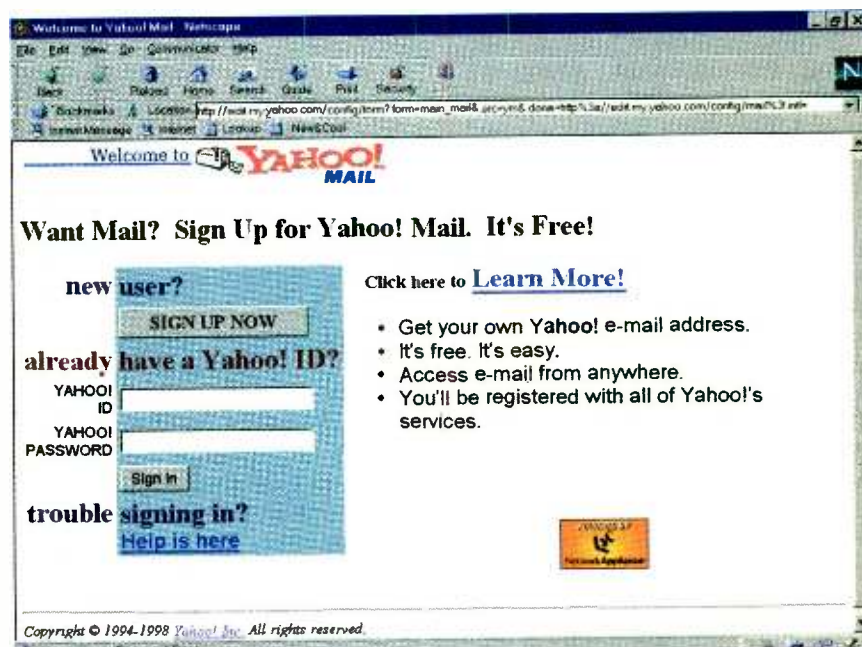 Welcome to Yahoo! Mail Netscape
File Edit View Go Communicator Help
Back Reload Home Search Guide Print Security
N
Bookmarks Location
Internet Lookup New&Cool
Welcome to YAHOO!
MAIL
Want Mail? Sign Up for Yahoo! Mail. It's Free!
new user?
SIGN UP NOW
already have a Yahoo! ID?
YAHOO!
ID
YAHOO!
PASSWORD
Sign in
trouble signing in?
Help is here
Click here to Learn More!
• Get your own Yahoo! e-mail address.
• It's free. It's easy.
• Access e-mail from anywhere.
• You'll be registered with all of Yahoo!'s
services.
Network Appliance
Copyright © 1994-1998 Yahoo! Inc. All rights reserved.